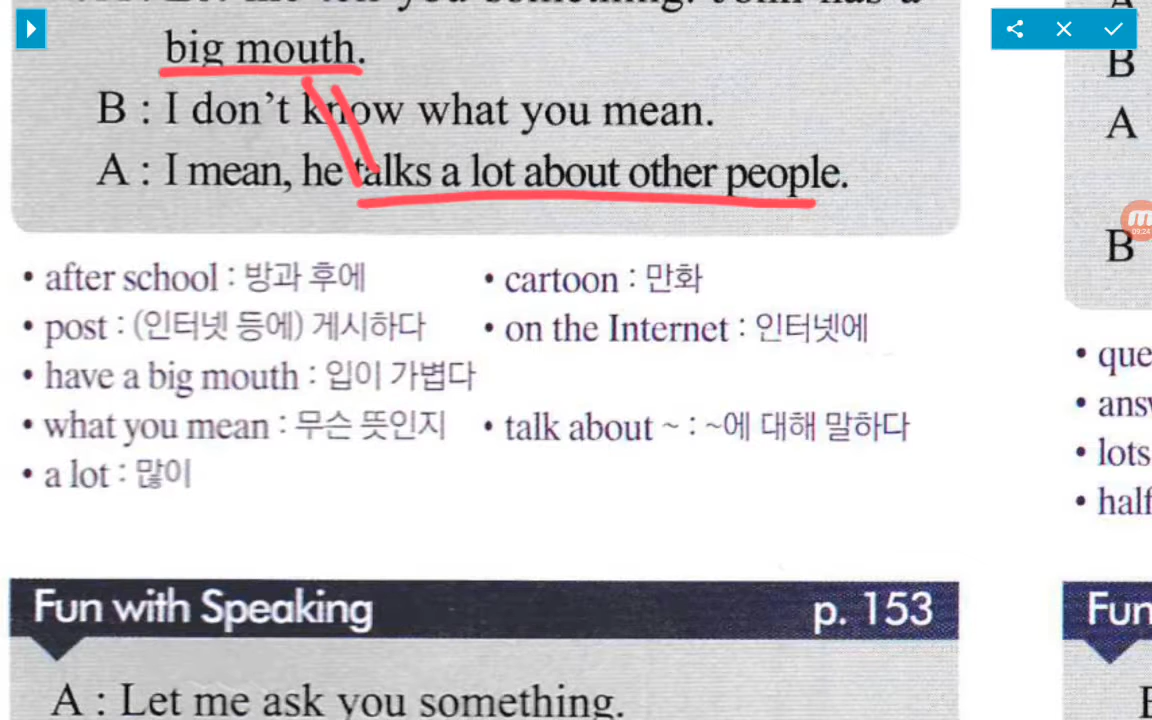 big mouth.
B : I don't know what you mean.
A : I mean, he talks a lot about other people.
• after school : 방과 후에
• cartoon : 만화
• post : (인터넷 등에) 게시하다
• on the Internet : 인터넷에
• have a big mouth : 입이 가볍다
• what you mean : 무슨 뜻인지
• talk about ~ : ~에 대해 말하다
• a lot : 많이
Fun with Speaking
p. 153
A : Let me ask you something.
B
A
B
• que
• ans
• lots
• half
Fun
09:24